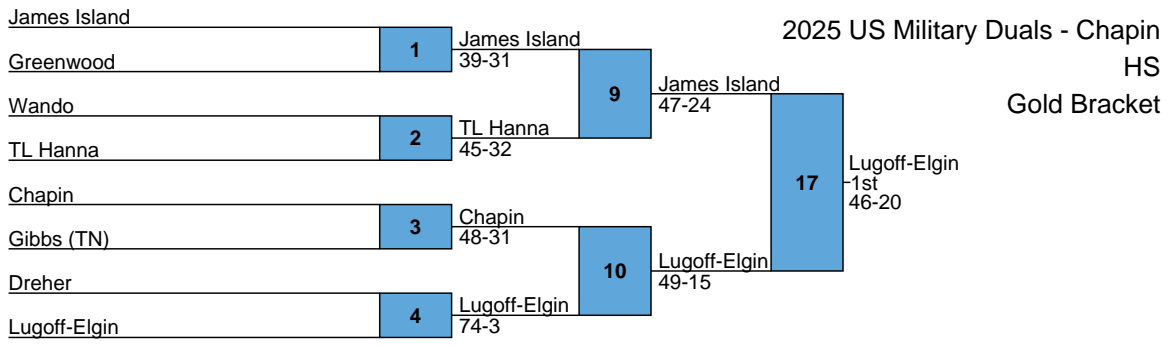 2025 US Military Duals - Chapin
HS
Gold Bracket
James Island
Greenwood
Wando
TL Hanna
Chapin
Gibbs (TN)
Dreher
Lugoff-Elgin
1
2
3
4
James Island
39-31
TL Hanna
45-32
Chapin
48-31
Lugoff-Elgin
74-3
9
10
James Island
47-24
Lugoff-Elgin
49-15
17
Lugoff-Elgin
1st
46-20